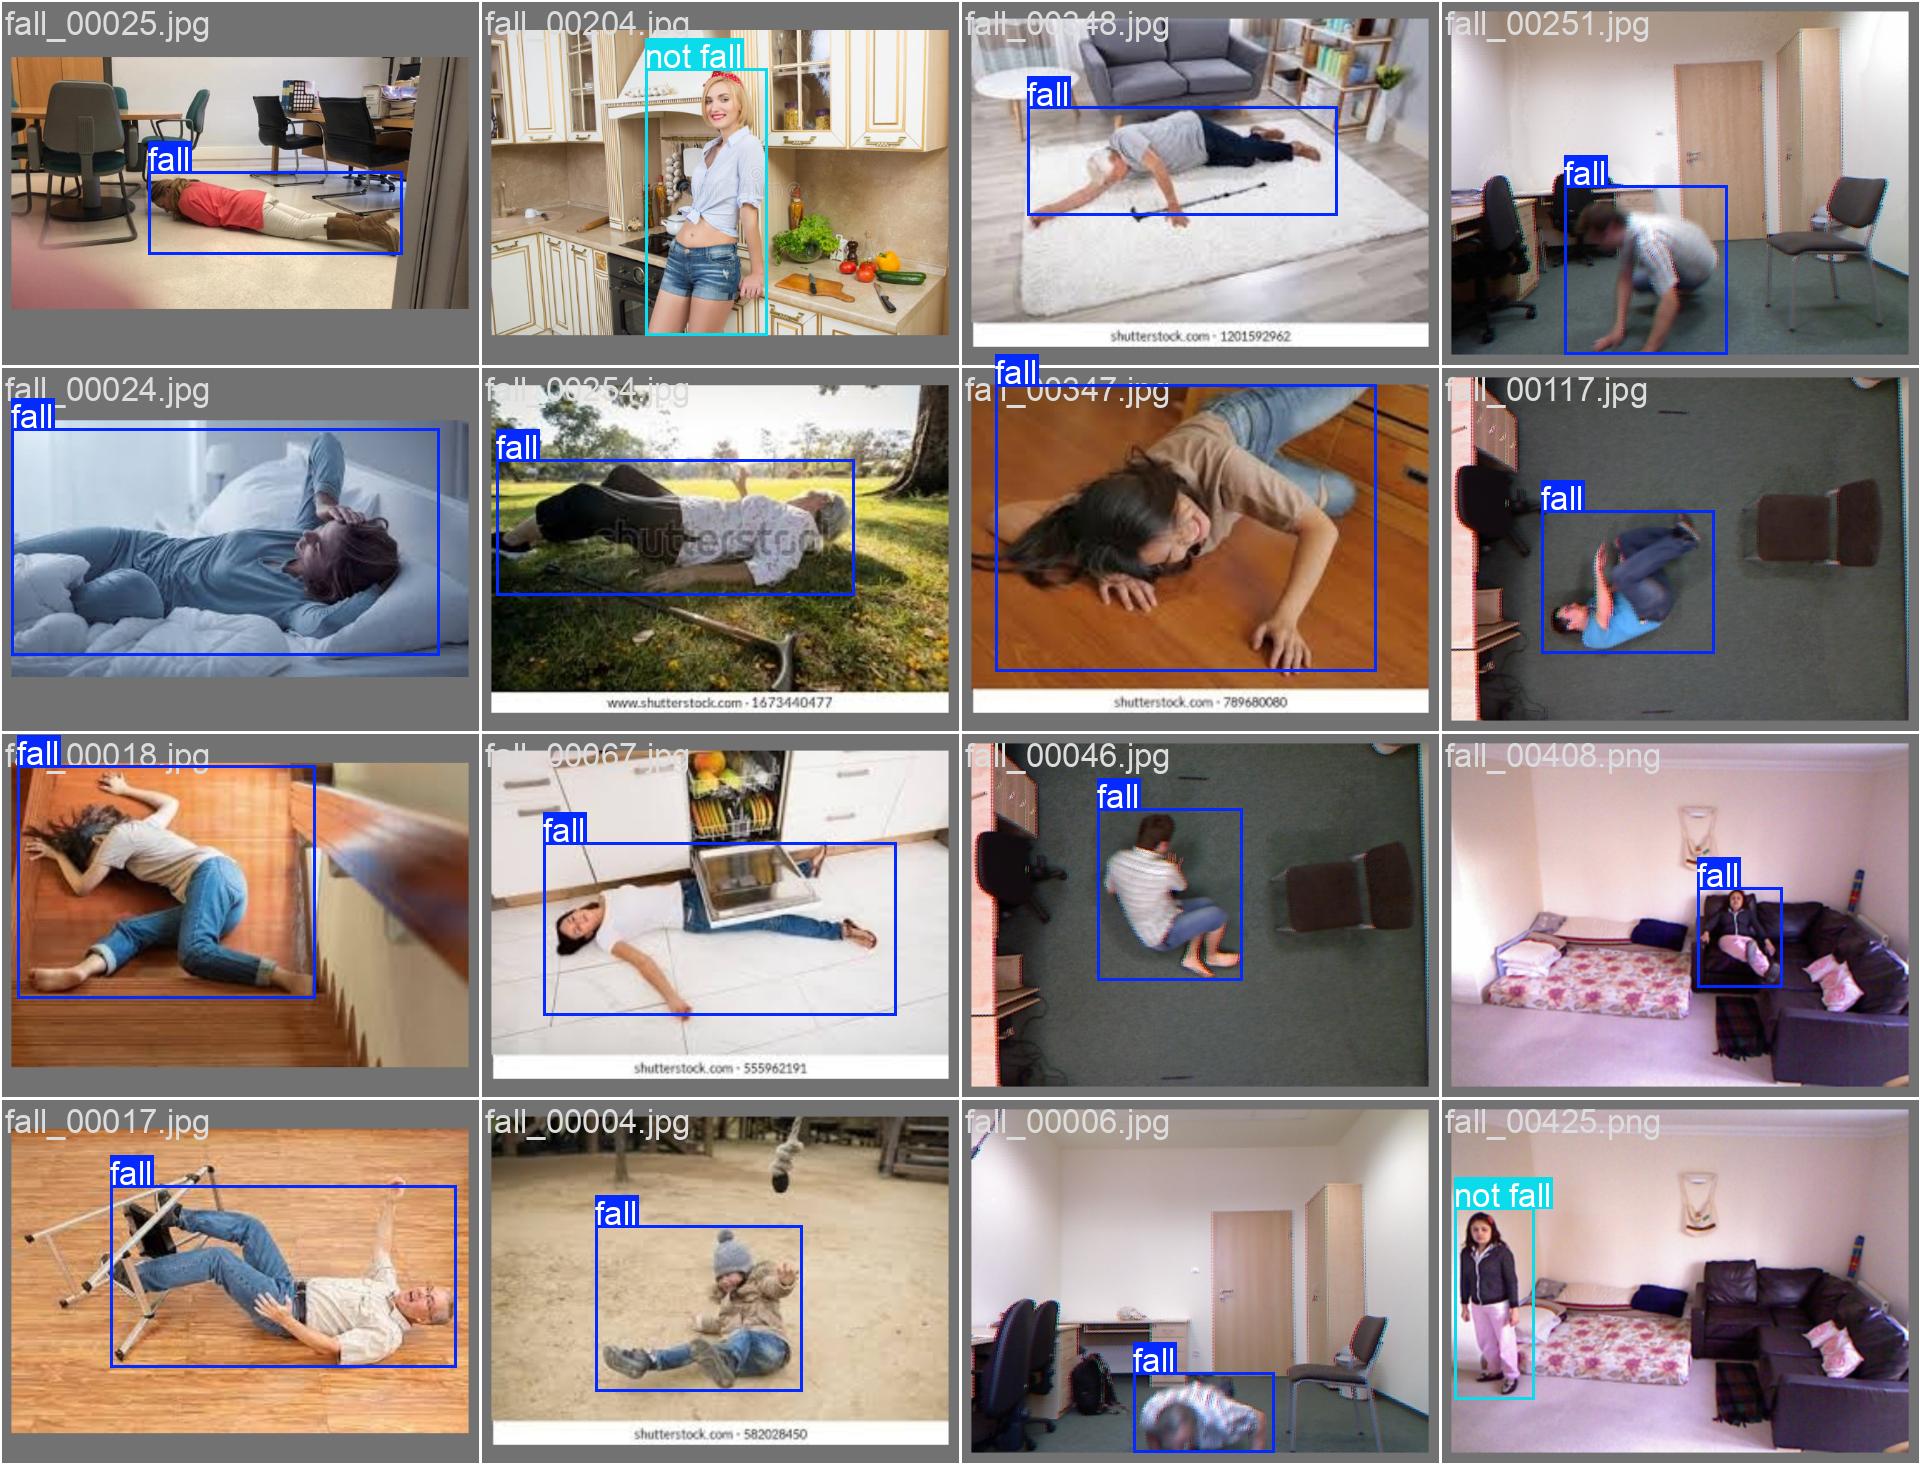 fall_00025.jpg
fall
fall_00204.jpg
not fall
fall_00348.jpg
fall
shutterstock.com · 1201592962
fall_00251.jpg
fall
fall_00024.jpg
fall
fall_00254.jpg
fall
shutterstock
www.shutterstock.com · 1673440477
fall_00347.jpg
fall
shutterstock.com · 789680080
fall_00117.jpg
fall
fall_00018.jpg
fall
fall_00067.jpg
fall
shutterstock.com · 555962191
fall_00046.jpg
fall
fall_00408.png
fall
fall_00017.jpg
fall
fall_00004.jpg
fall
shutterstock.com · 582028450
fall_00006.jpg
fall
fall_00425.png
not fall